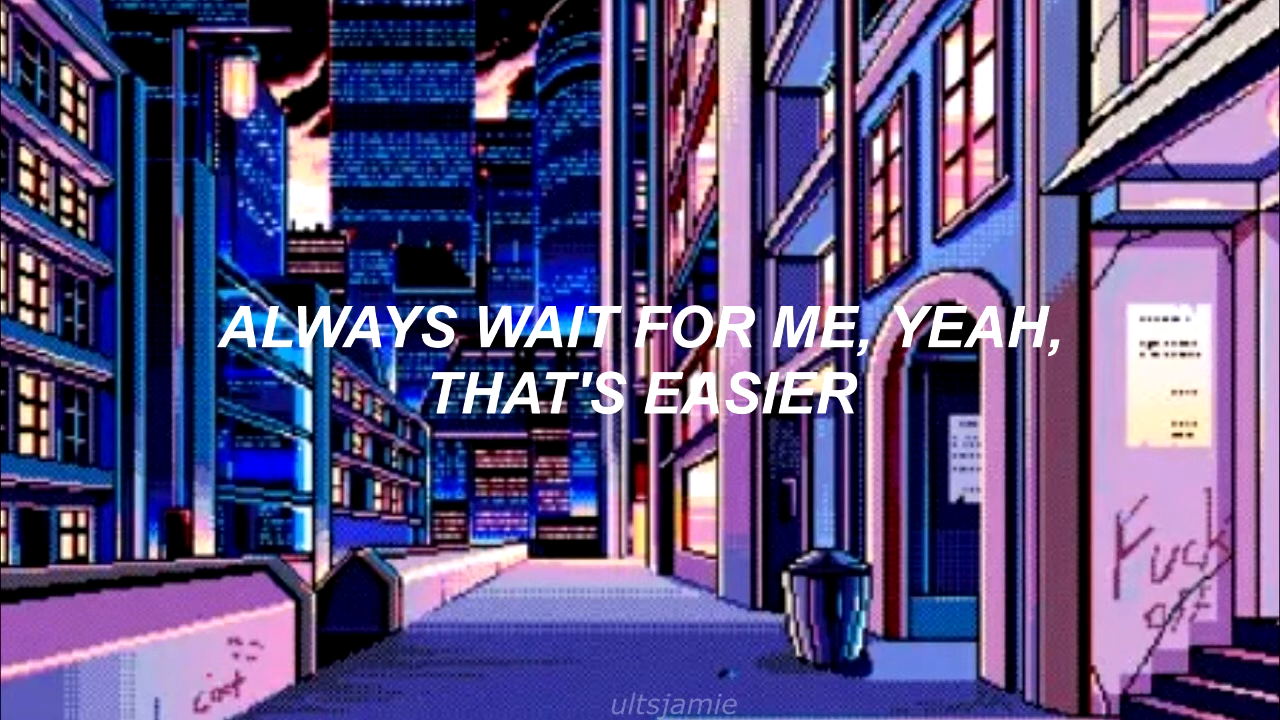 ALWAYS WAIT FOR ME, YEAH,
THAT'S EASIER
Fuck
off
ultsjamie